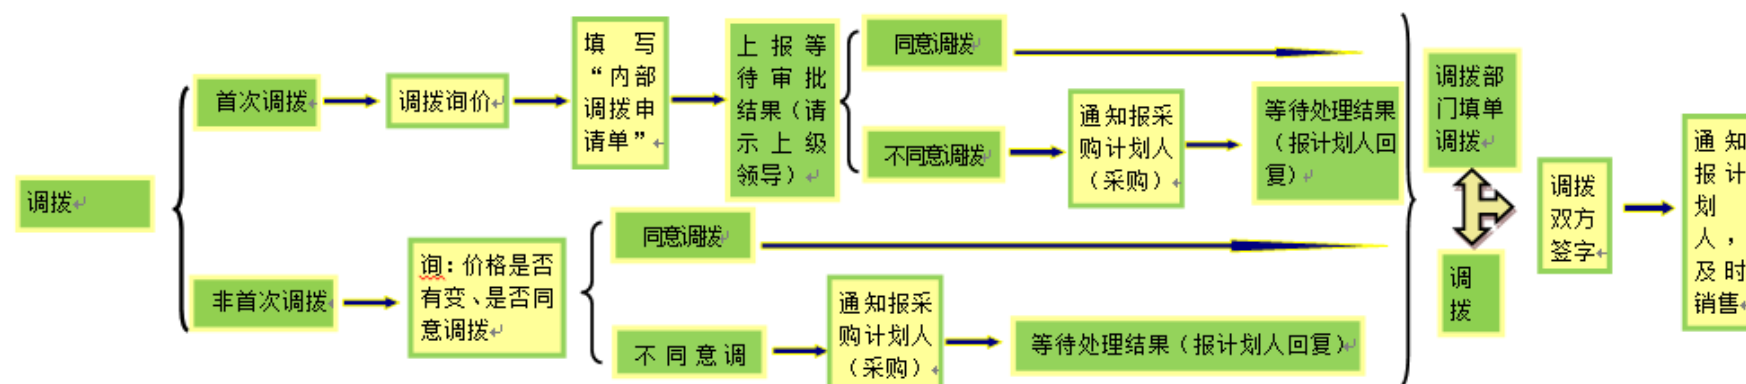 调拨
首次调拨
调拨询价
填 写
“内部
调拨申
请单”
上报等
待审批
结果（请
示上级
领导）
同意调拨
不同意调拨
通知报采
购计划人
（采购）
等待处理结果
（报计划人回
复）
非首次调拨
询：价格是否
有变、是否同
意调拨
同意调拨
不同意调
通知报采
购计划人
（采购）
等待处理结果（报计划人回复）
调拨部
门填单
调拨
调
拨
调拨
双方
签字
通知
报计
划
人，
及时
销售